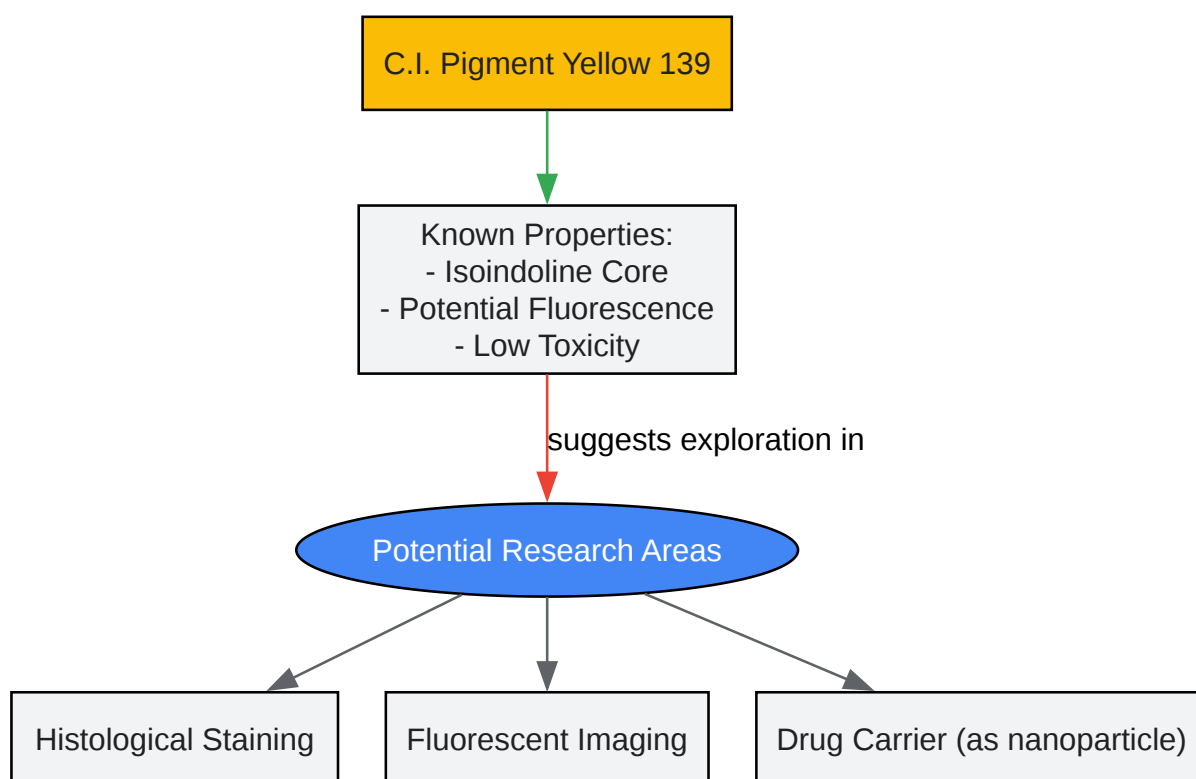 C.I. Pigment Yellow 139
Known Properties:
- Isoindoline Core
- Potential Fluorescence
- Low Toxicity
suggests exploration in
Potential Research Areas
Histological Staining
Fluorescent Imaging
Drug Carrier (as nanoparticle)